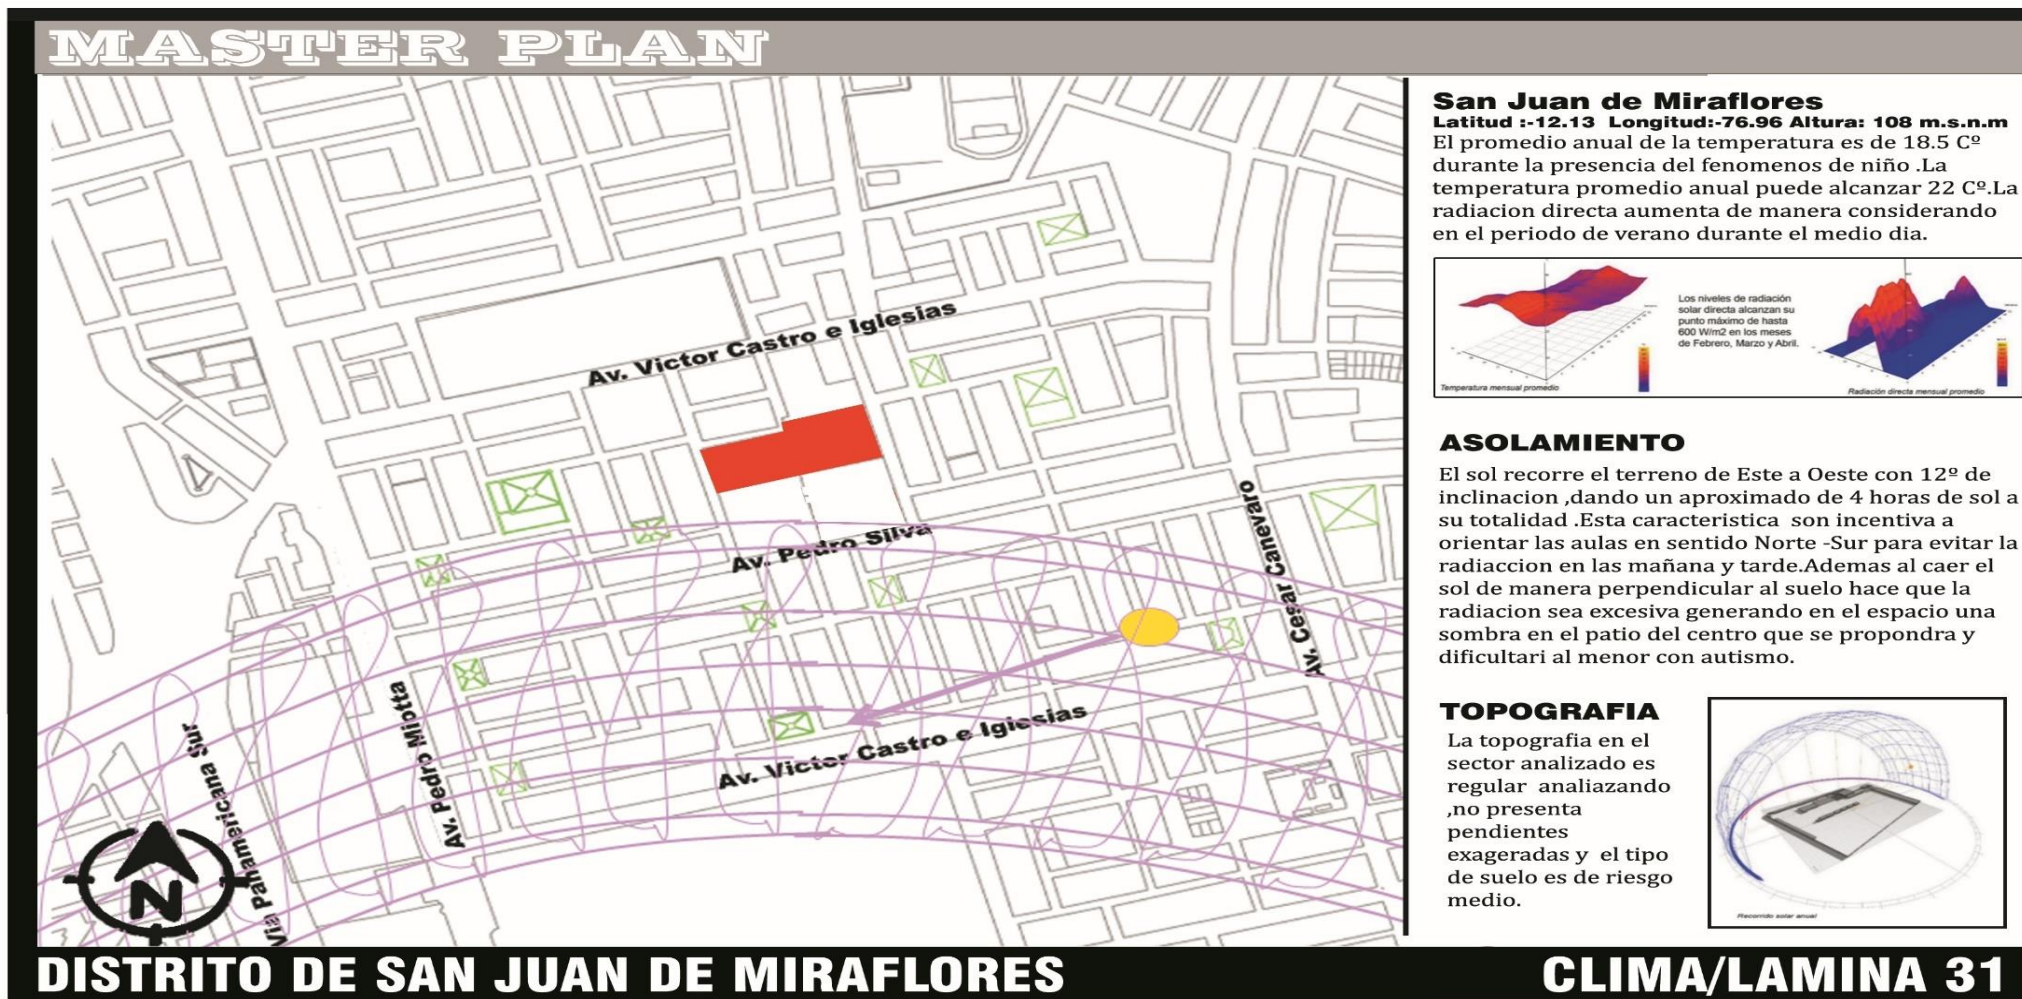 MASTER PLAN
Av. Victor Castro e Iglesias
Av. Pedro Silva
Av. Cesar Canevaro
Av. Pedro Miotta
Av. Victor Castro e Iglesias
Via Panamericana Sur
N
San Juan de Miraflores
Latitud :-12.13 Longitud:-76.96 Altura: 108 m.s.n.m
El promedio anual de la temperatura es de 18.5 Cº
durante la presencia del fenomenos de niño .La
temperatura promedio anual puede alcanzar 22 Cº.La
radiacion directa aumenta de manera considerando
en el periodo de verano durante el medio dia.
Los niveles de radiación
solar directa alcanzan su
punto máximo de hasta
600 W/m2 en los meses
de Febrero, Marzo y Abril.
Temperatura mensual promedio
Radiación directa mensual promedio
ASOLAMIENTO
El sol recorre el terreno de Este a Oeste con 12º de
inclinacion ,dando un aproximado de 4 horas de sol a
su totalidad .Esta caracteristica son incentiva a
orientar las aulas en sentido Norte -Sur para evitar la
radiaccion en las mañana y tarde.Ademas al caer el
sol de manera perpendicular al suelo hace que la
radiacion sea excesiva generando en el espacio una
sombra en el patio del centro que se propondra y
dificultari al menor con autismo.
TOPOGRAFIA
La topografia en el
sector analizado es
regular analiazando
,no presenta
pendientes
exageradas y el tipo
de suelo es de riesgo
medio.
Recorrido solar anual
DISTRITO DE SAN JUAN DE MIRAFLORES
CLIMA/LAMINA 31